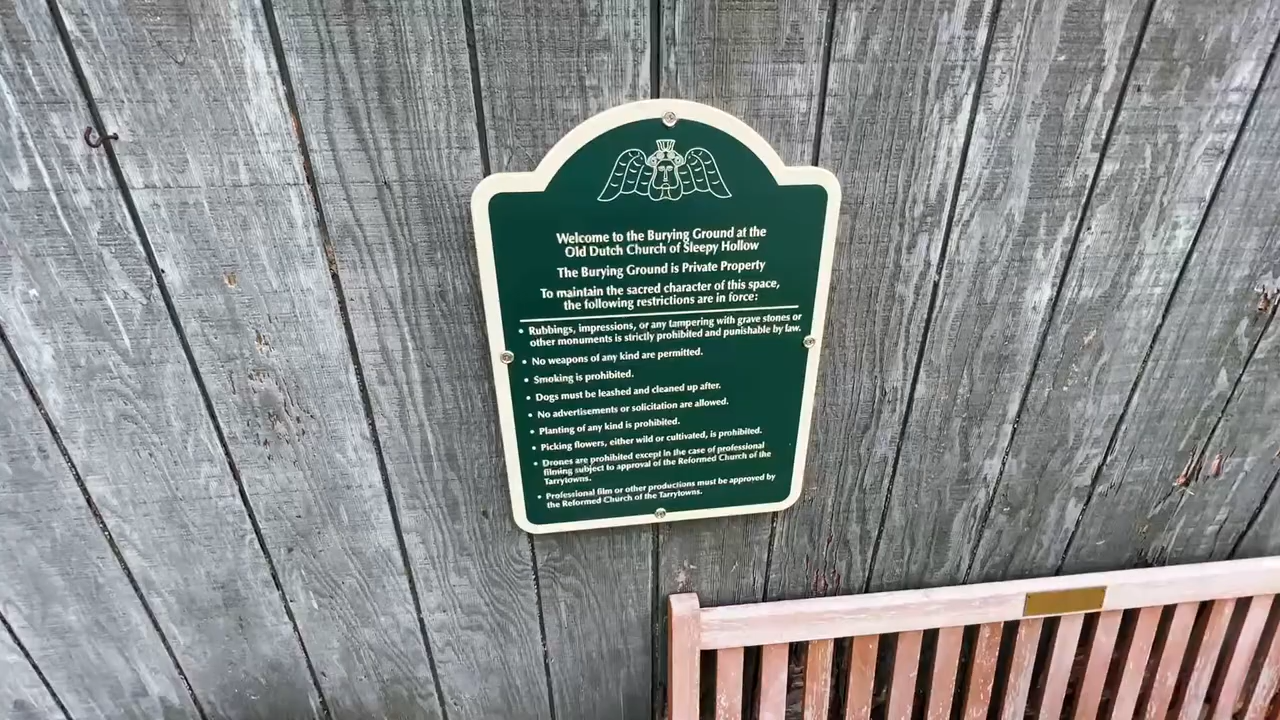 Welcome to the Burying Ground at the
Old Dutch Church of Sleepy Hollow
The Burying Ground is Private Property
To maintain the sacred character of this space,
the following restrictions are in force:
• Rubbings, impressions, or any tampering with grave stones or
other monuments is strictly prohibited and punishable by law.
• No weapons of any kind are permitted.
• Smoking is prohibited.
• Dogs must be leashed and cleaned up after.
• No advertisements or solicitation are allowed.
• Planting of any kind is prohibited.
• Picking flowers, either wild or cultivated, is prohibited.
• Drones are prohibited except in the case of professional
filming subject to approval of the Reformed Church of the
Tarrytowns.
• Professional film or other productions must be approved by
the Reformed Church of the Tarrytowns.